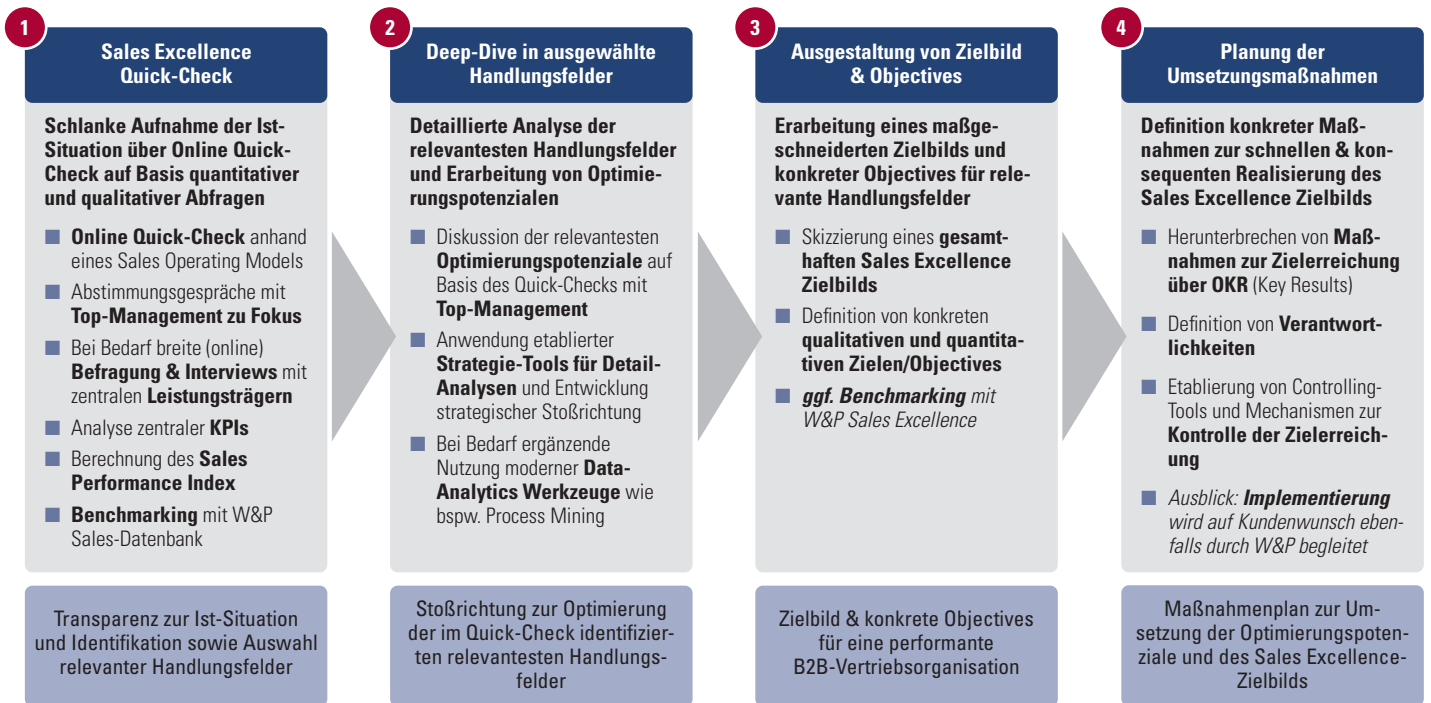 1
Sales Excellence
Quick-Check
Schlanke Aufnahme der Ist-
Situation über Online Quick-
Check auf Basis quantitativer
und qualitativer Abfragen
Online Quick-Check anhand
eines Sales Operating Models
Abstimmungsgespräche mit
Top-Management zu Fokus
Bei Bedarf breite (online)
Befragung & Interviews mit
zentralen Leistungsträgern
Analyse zentraler KPIs
Berechnung des Sales
Performance Index
Benchmarking mit W&P
Sales-Datenbank
Transparenz zur Ist-Situation
und Identifikation sowie Auswahl
relevanter Handlungsfelder
2
Deep-Dive in ausgewählte
Handlungsfelder
Detaillierte Analyse der
relevantesten Handlungsfelder
und Erarbeitung von Optimie-
rungspotenzialen
Diskussion der relevantesten
Optimierungspotenziale auf
Basis des Quick-Checks mit
Top-Management
Anwendung etablierter
Strategie-Tools für Detail-
Analysen und Entwicklung
strategischer Stoßrichtung
Bei Bedarf ergänzende
Nutzung moderner Data-
Analytics Werkzeuge wie
bspw. Process Mining
Stoßrichtung zur Optimierung
der im Quick-Check identifizier-
ten relevantesten Handlungs-
felder
3
Ausgestaltung von Zielbild
& Objectives
Erarbeitung eines maßge-
schneiderten Zielbilds und
konkreter Objectives für rele-
vante Handlungsfelder
Skizzierung eines gesamt-
haften Sales Excellence
Zielbilds
Definition von konkreten
qualitativen und quantita-
tiven Zielen/Objectives
ggf. Benchmarking mit
W&P Sales Excellence
Zielbild & konkrete Objectives
für eine performante
B2B-Vertriebsorganisation
4
Planung der
Umsetzungsmaßnahmen
Definition konkreter Maß-
nahmen zur schnellen & kon-
sequenten Realisierung des
Sales Excellence Zielbilds
Herunterbrechen von Maß-
nahmen zur Zielerreichung
über OKR (Key Results)
Definition von Verantwort-
lichkeiten
Etablierung von Controlling-
Tools und Mechanismen zur
Kontrolle der Zielerreich-
ung
Ausblick: Implementierung
wird auf Kundenwunsch eben-
falls durch W&P begleitet
Maßnahmenplan zur Um-
setzung der Optimierungspoten-
ziale und des Sales Excellence-
Zielbilds